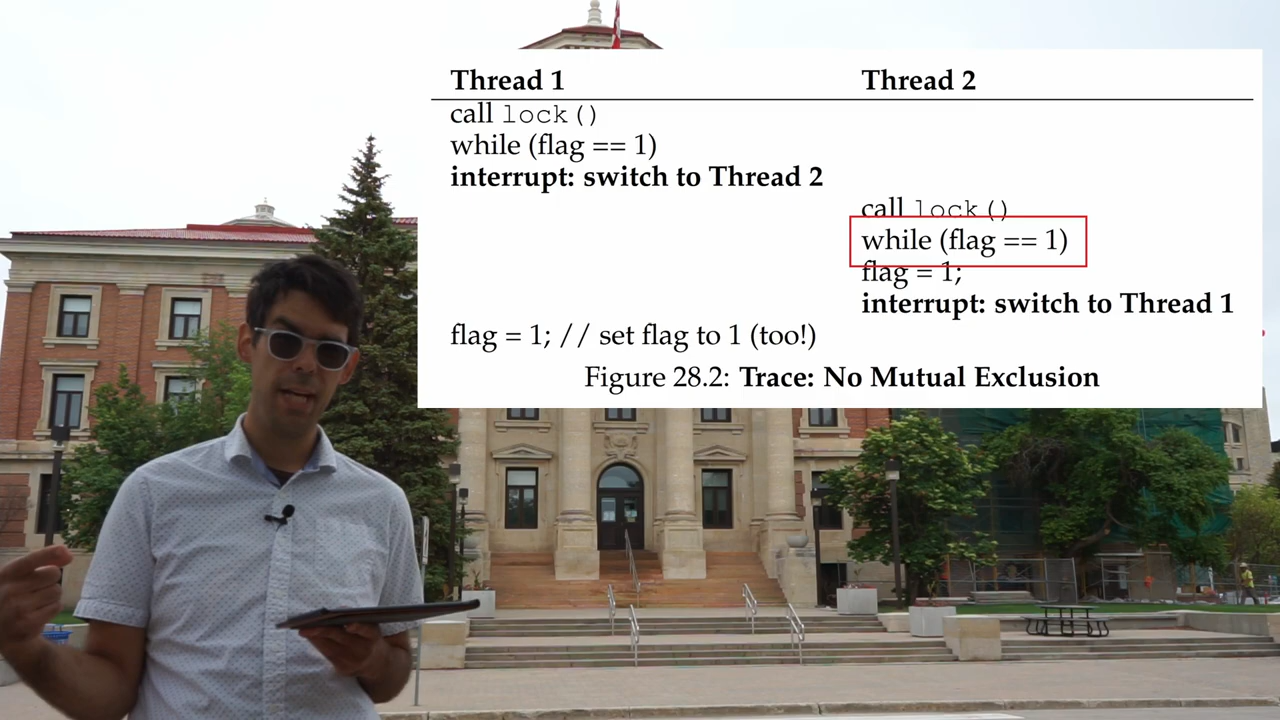 Thread 1 Thread 2
call lock()
while (flag == 1)
interrupt: switch to Thread 2
call lock()
while (flag == 1)
flag = 1;
interrupt: switch to Thread 1
flag = 1; // set flag to 1 (too!)
Figure 28.2: Trace: No Mutual Exclusion